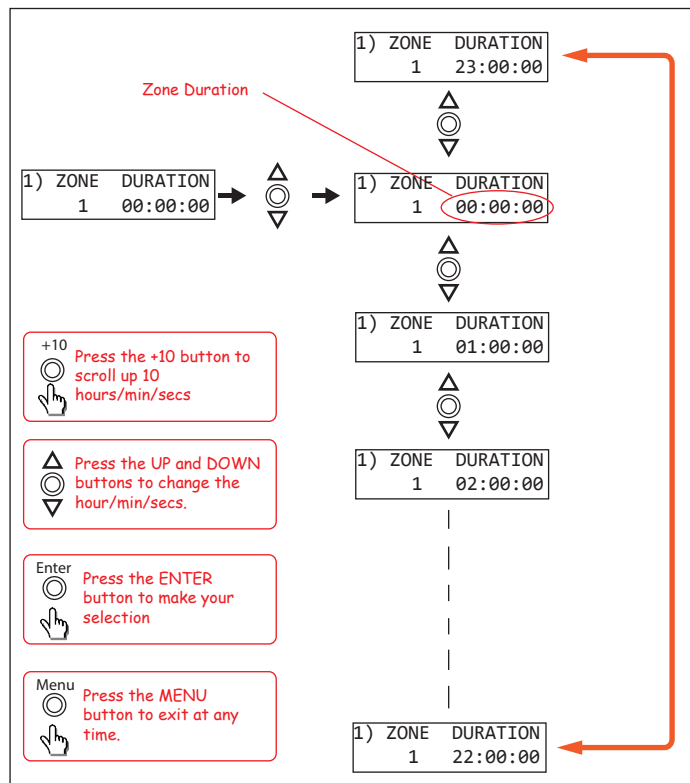 1) ZONE DURATION
1 23:00:00
Zone Duration
1) ZONE DURATION
1 00:00:00
1) ZONE DURATION
1 00:00:00
1) ZONE DURATION
1 01:00:00
+10
Press the +10 button to
scroll up 10
hours/min/secs
1) ZONE DURATION
1 02:00:00
Press the UP and DOWN
buttons to change the
hour/min/secs.
Enter
Press the ENTER
button to make your
selection
Menu
Press the MENU
button to exit at any
time.
1) ZONE DURATION
1 22:00:00